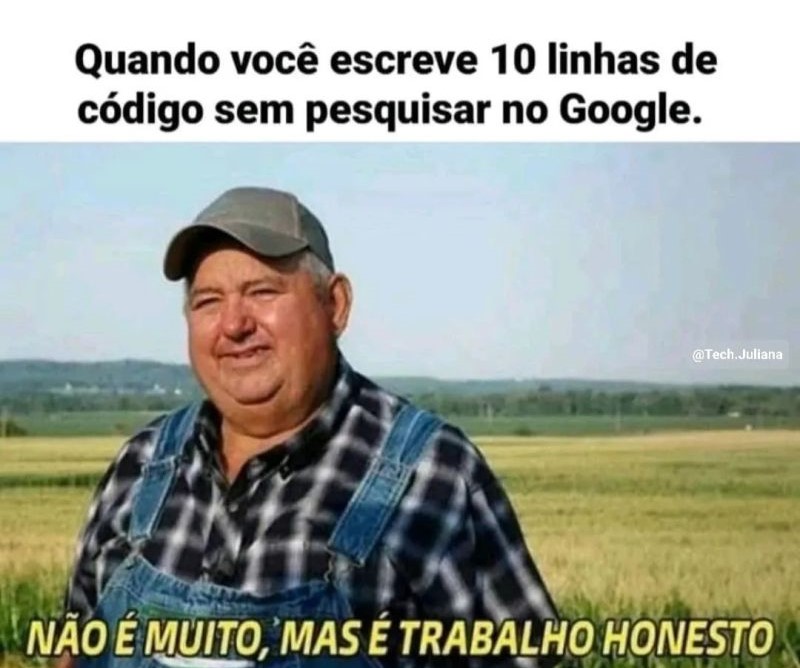 Quando você escreve 10 linhas de
código sem pesquisar no Google.
@Tech.Juliana
NÃO É MUITO, MAS É TRABALHO HONESTO